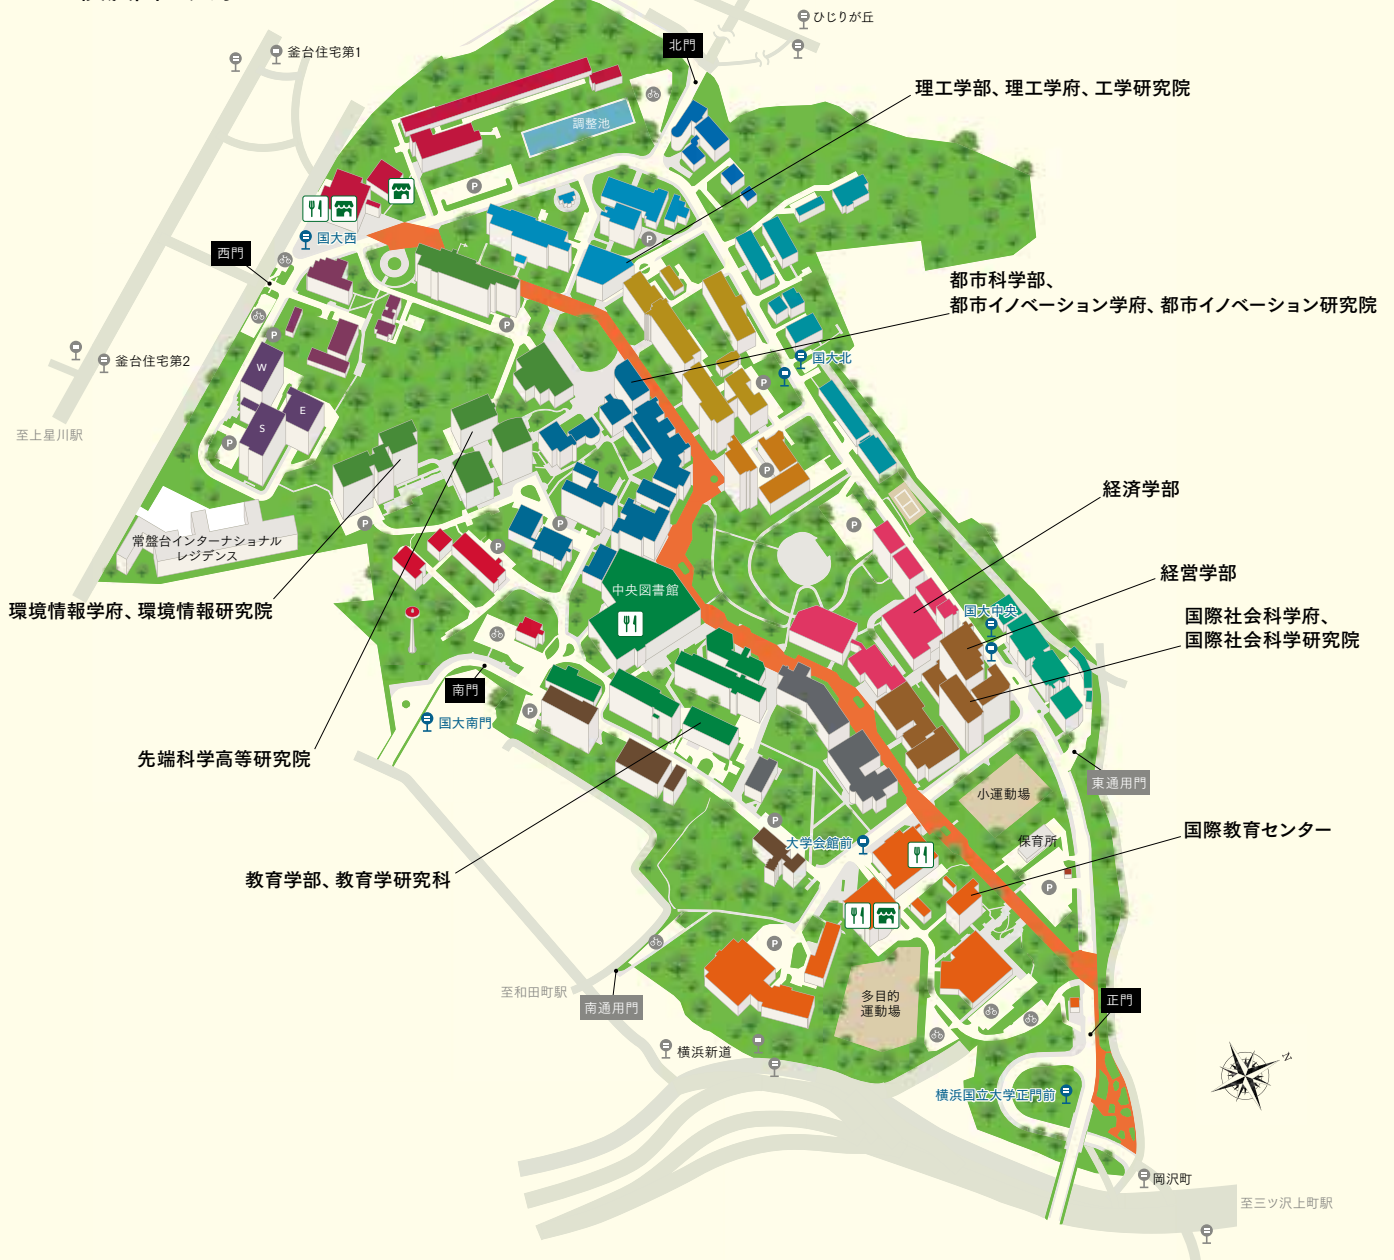 ひじりが丘
北門
釜台住宅第1
理工学部、理工学府、工学研究院
調整池
P
国大西
西門
P
都市科学部、
都市イノベーション学府、都市イノベーション研究院
P
P
釜台住宅第2
国大北
W
P
E
S
至上星川駅
P
P
経済学部
P
P
P
常盤台インターナショナル
レジデンス
P
経営学部
中央図書館
環境情報学府、環境情報研究院
国大中央
国際社会科学府、
国際社会科学研究院
南門
P
国大南門
先端科学高等研究院
東通用門
小運動場
P
国際教育センター
大学会館前
保育所
教育学部、教育学研究科
P
P
至和田町駅
多目的
運動場
南通用門
正門
横浜新道
N
横浜国立大学正門前
岡沢町
至三ツ沢上町駅